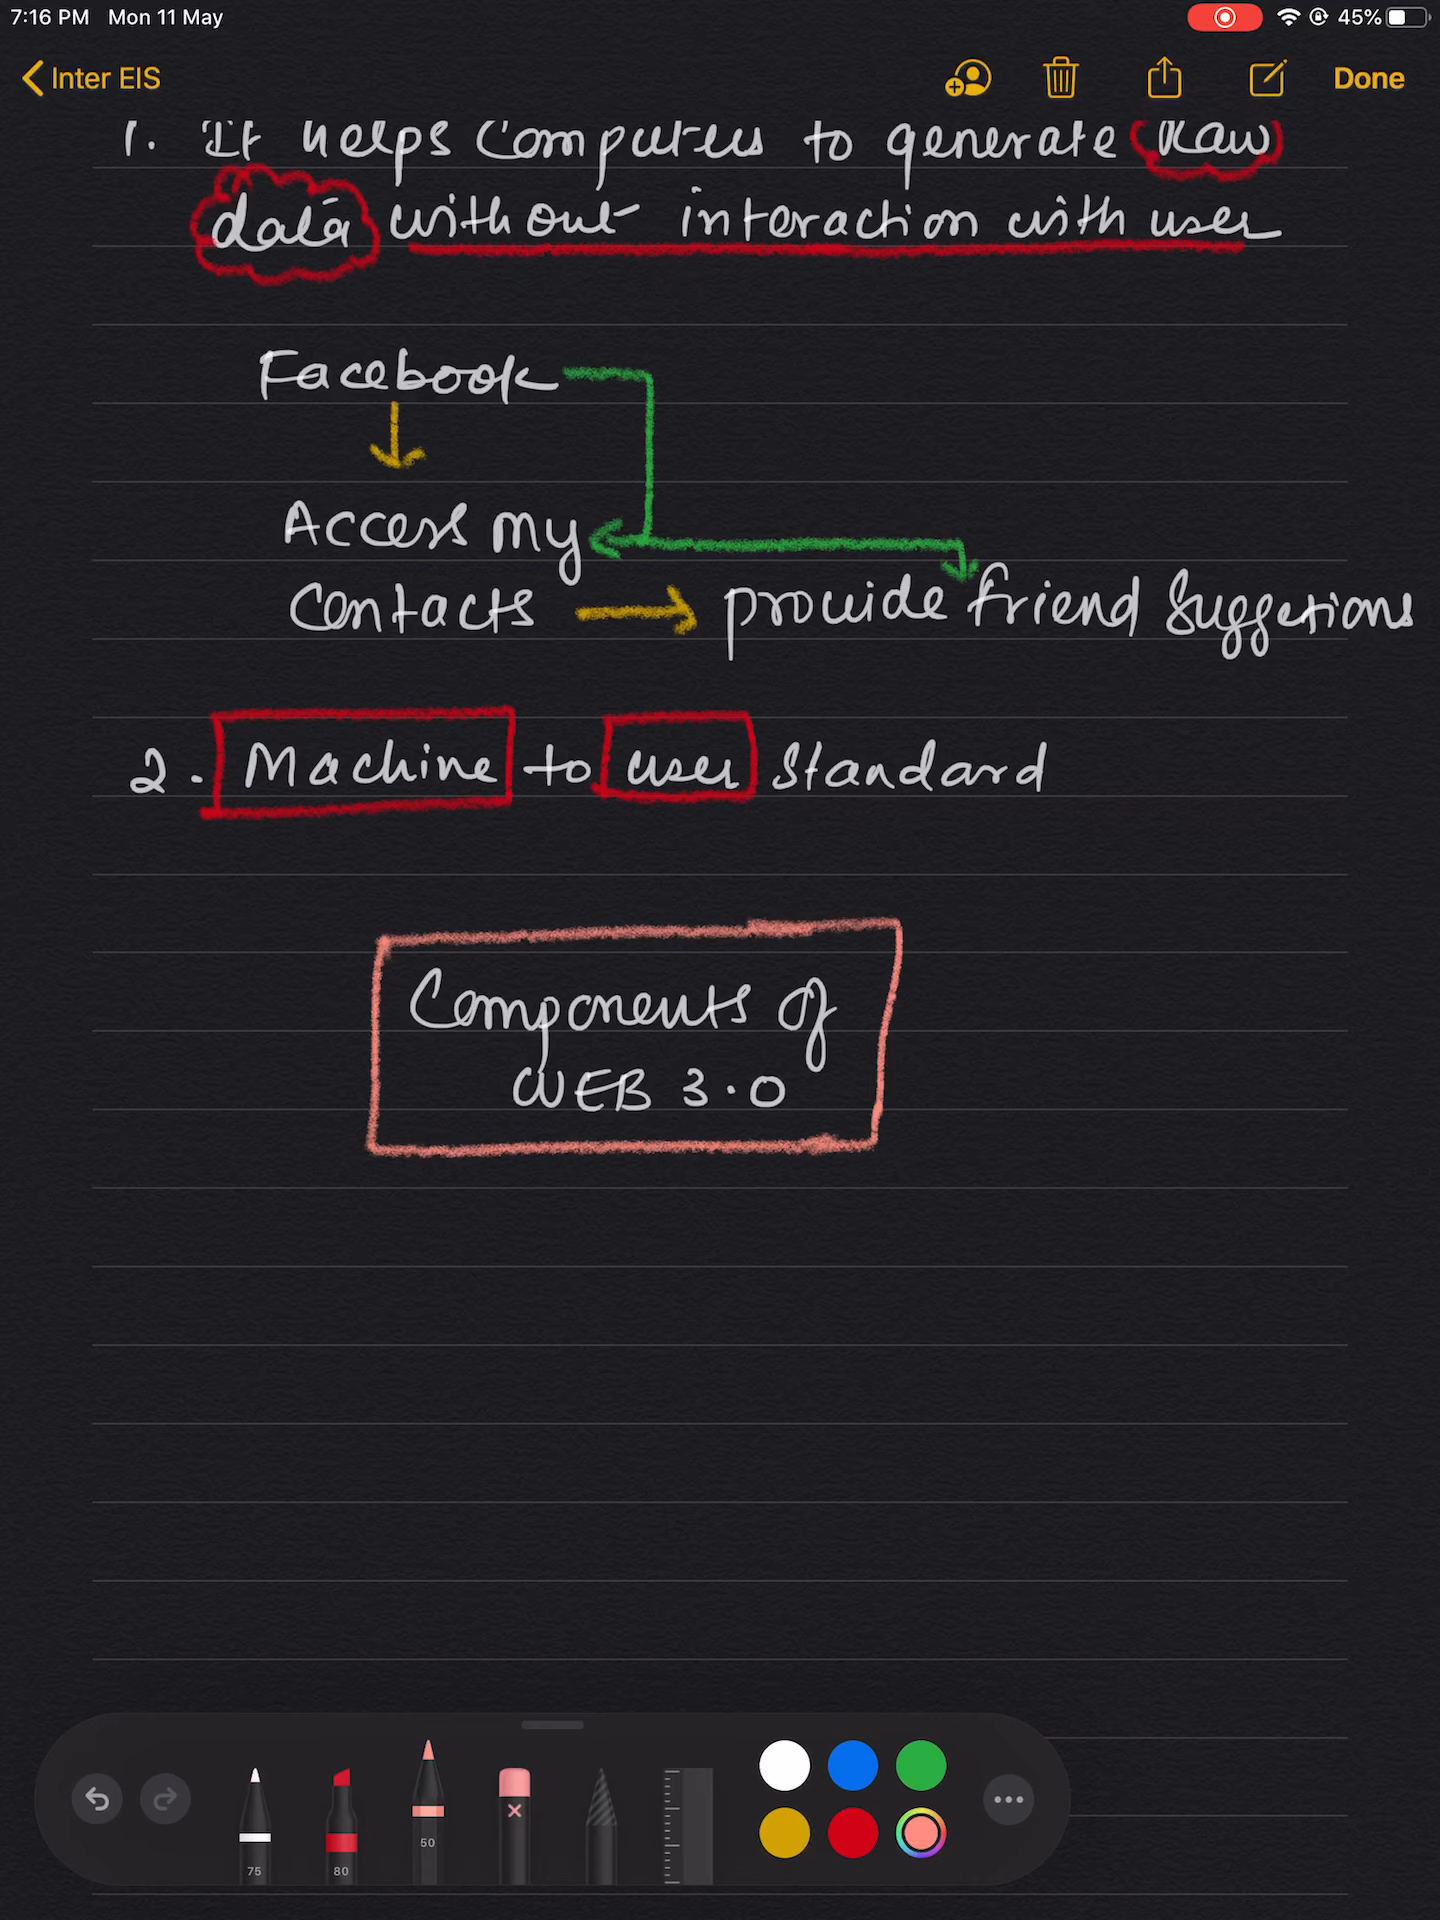 7:16 PM Mon 11 May 45%
Inter EIS Done
1. It helps Computers to generate Raw
data without interaction with user
Facebook
Access my
Contacts → provide friend Suggestions
2. Machine to user Standard
Components of
WEB 3.0
75 80 50